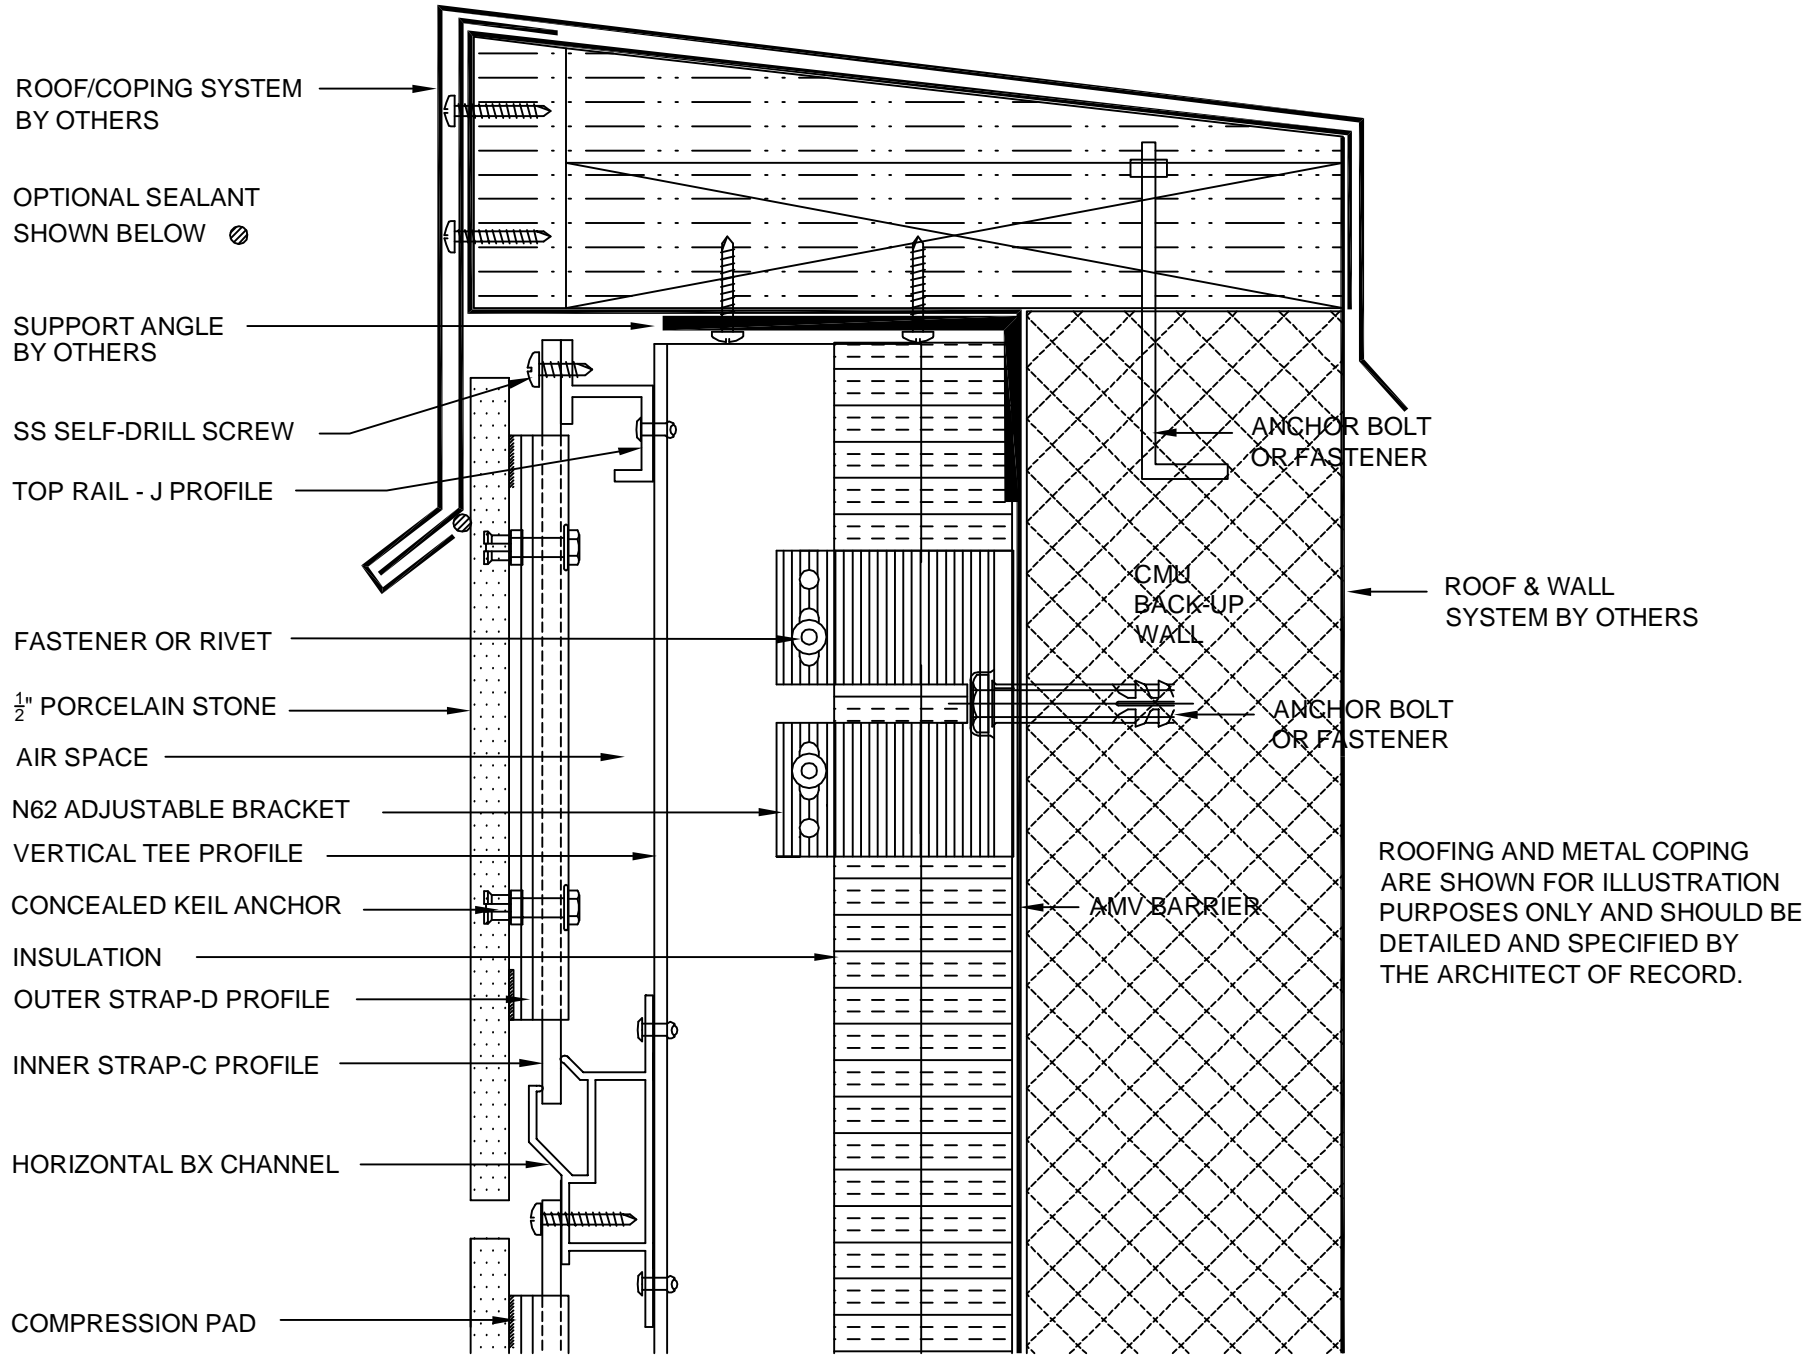 ROOF/COPING SYSTEM
BY OTHERS
OPTIONAL SEALANT
SHOWN BELOW
SUPPORT ANGLE
BY OTHERS
SS SELF-DRILL SCREW
TOP RAIL - J PROFILE
FASTENER OR RIVET
1/2" PORCELAIN STONE
AIR SPACE
N62 ADJUSTABLE BRACKET
VERTICAL TEE PROFILE
CONCEALED KEIL ANCHOR
INSULATION
OUTER STRAP-D PROFILE
INNER STRAP-C PROFILE
HORIZONTAL BX CHANNEL
COMPRESSION PAD
ANCHOR BOLT
OR FASTENER
CMU
BACK-UP
WALL
ANCHOR BOLT
OR FASTENER
AMV BARRIER
ROOF & WALL
SYSTEM BY OTHERS
ROOFING AND METAL COPING
ARE SHOWN FOR ILLUSTRATION
PURPOSES ONLY AND SHOULD BE
DETAILED AND SPECIFIED BY
THE ARCHITECT OF RECORD.